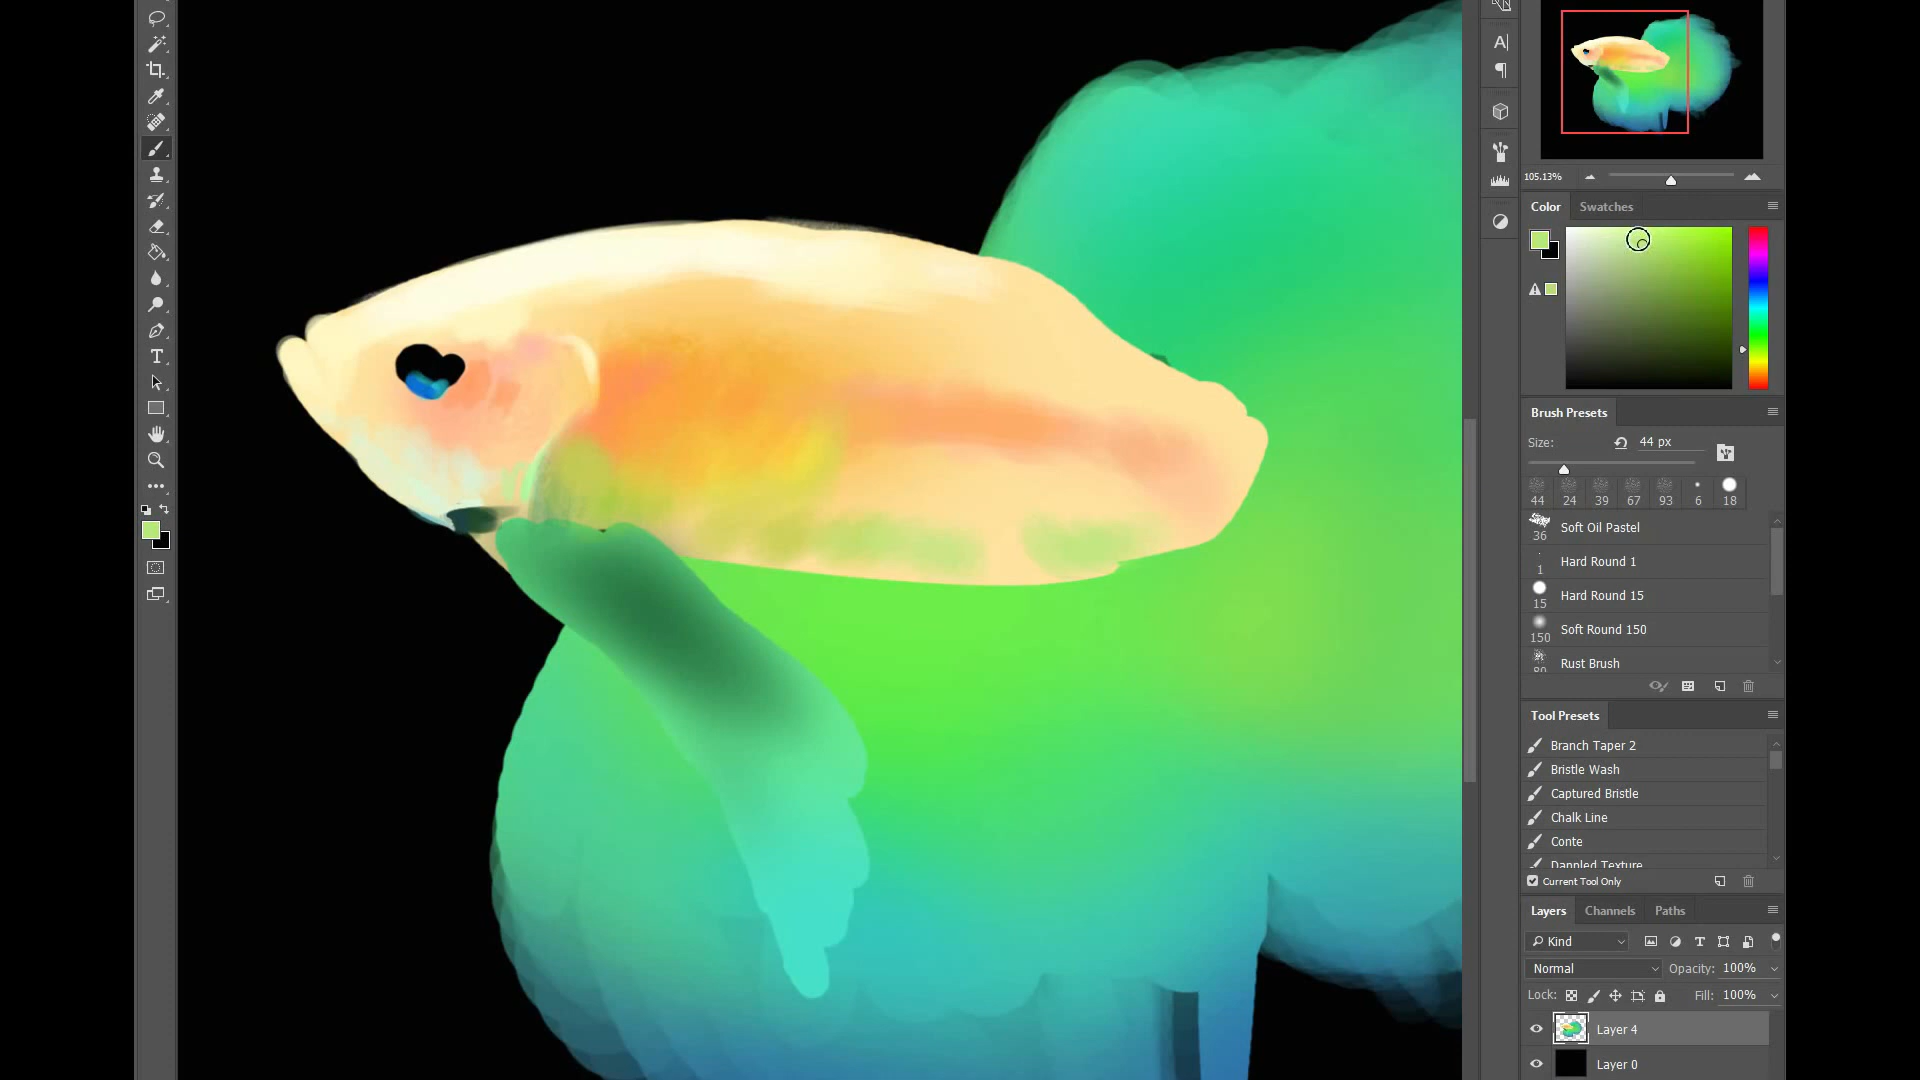 105.13%
Color Swatches
Brush Presets
Size: 44 px
44 24 39 67 93 6 18
Soft Oil Pastel
36
Hard Round 1
1
Hard Round 15
15
Soft Round 150
150
Rust Brush
80
Tool Presets
Branch Taper 2
Bristle Wash
Captured Bristle
Chalk Line
Conte
Dappled Texture
Current Tool Only
Layers Channels Paths
Kind
Normal Opacity: 100%
Lock: Fill: 100%
Layer 4
Layer 0